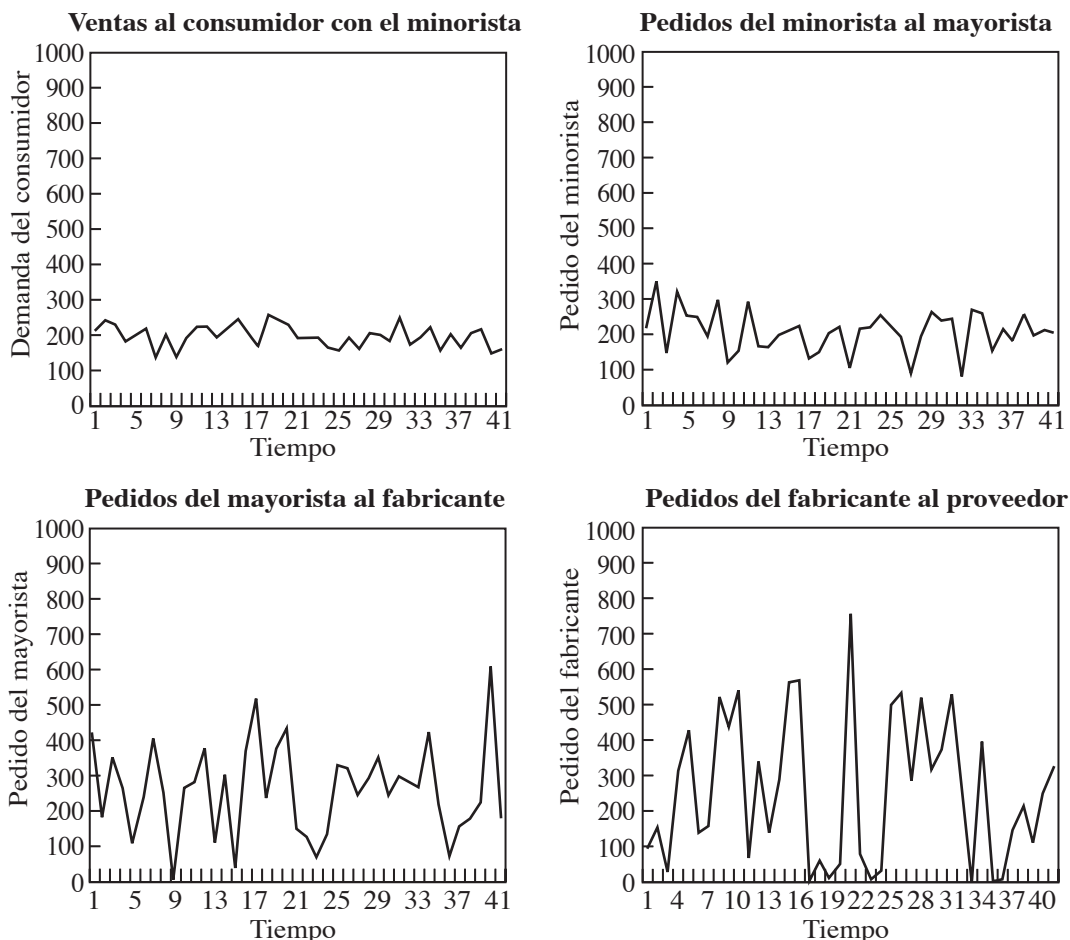 Ventas al consumidor con el minorista
Demanda del consumidor
1000
900
800
700
600
500
400
300
200
100
0
1 5 9 13 17 21 25 29 33 37 41
Tiempo
Pedidos del minorista al mayorista
Pedido del minorista
1000
900
800
700
600
500
400
300
200
100
0
1 5 9 13 17 21 25 29 33 37 41
Tiempo
Pedidos del mayorista al fabricante
Pedido del mayorista
1000
900
800
700
600
500
400
300
200
100
0
1 5 9 13 17 21 25 29 33 37 41
Tiempo
Pedidos del fabricante al proveedor
Pedido del fabricante
1000
900
800
700
600
500
400
300
200
100
0
1 4 7 10 13 16 19 22 25 28 31 34 37 40
Tiempo